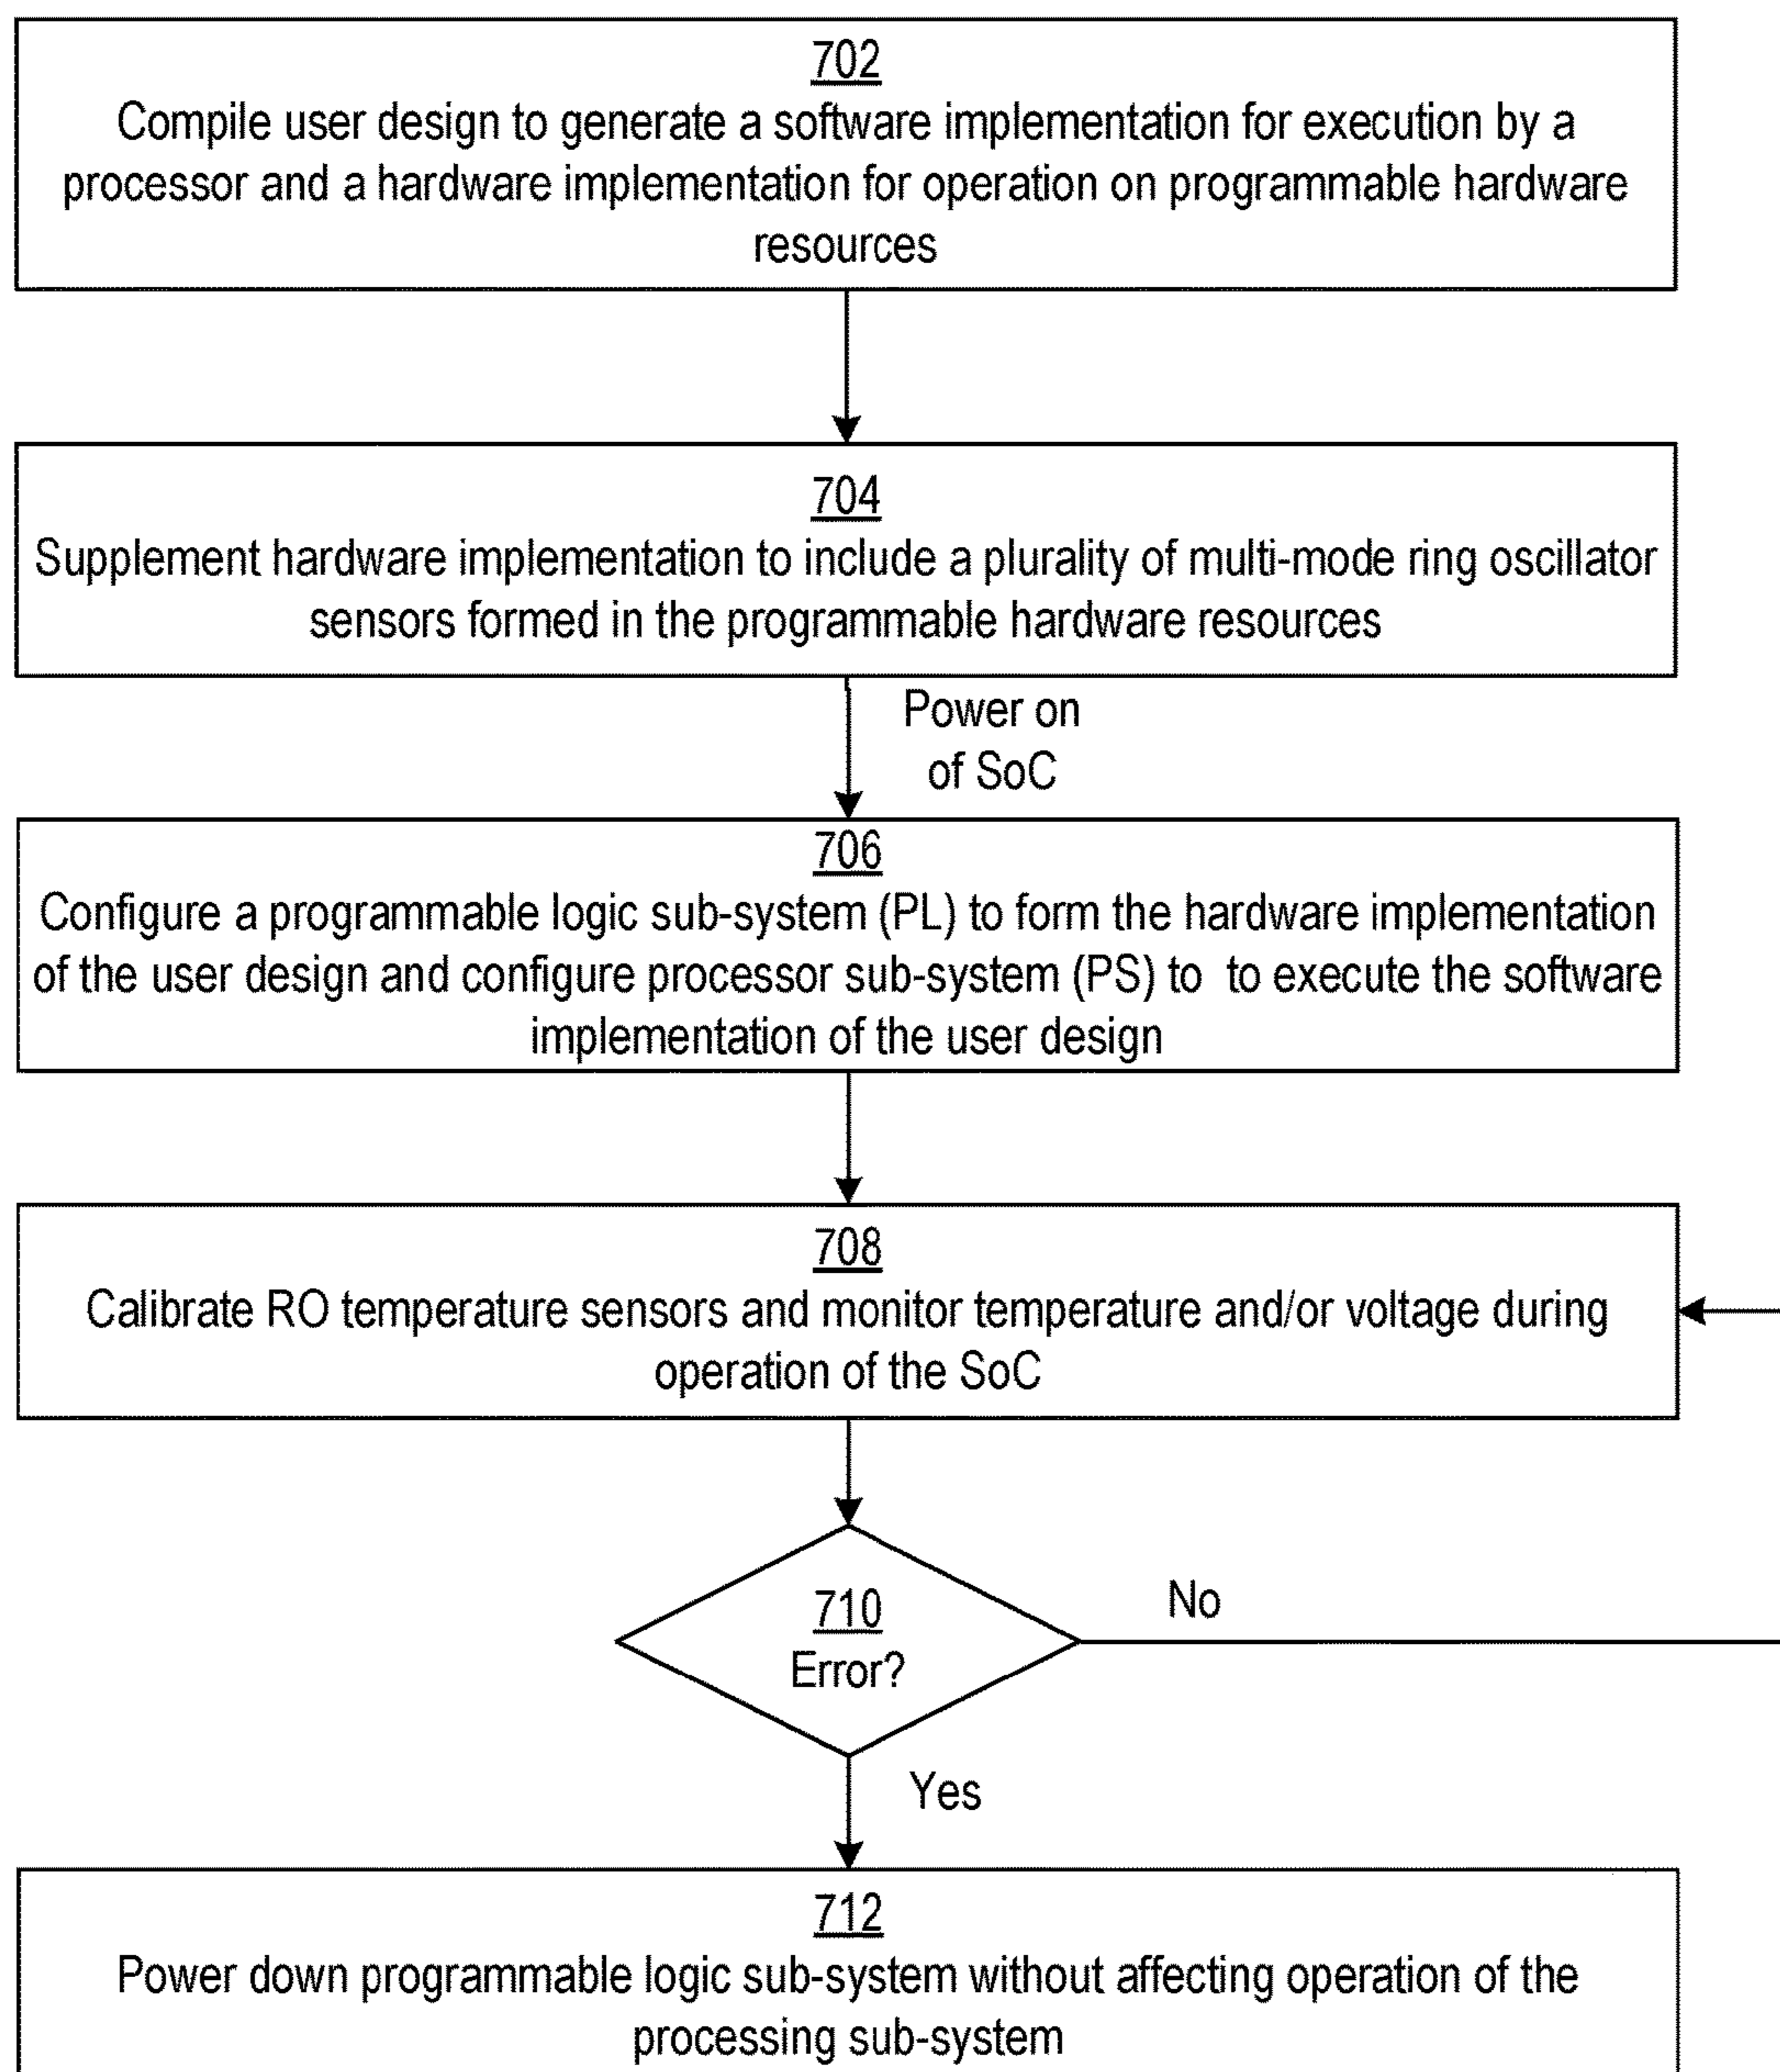 702
Compile user design to generate a software implementation for execution by a
processor and a hardware implementation for operation on programmable hardware
resources
704
Supplement hardware implementation to include a plurality of multi-mode ring oscillator
sensors formed in the programmable hardware resources
Power on
of SoC
706
Configure a programmable logic sub-system (PL) to form the hardware implementation
of the user design and configure processor sub-system (PS) to to execute the software
implementation of the user design
708
Calibrate RO temperature sensors and monitor temperature and/or voltage during
operation of the SoC
710
Error?
No
Yes
712
Power down programmable logic sub-system without affecting operation of the
processing sub-system